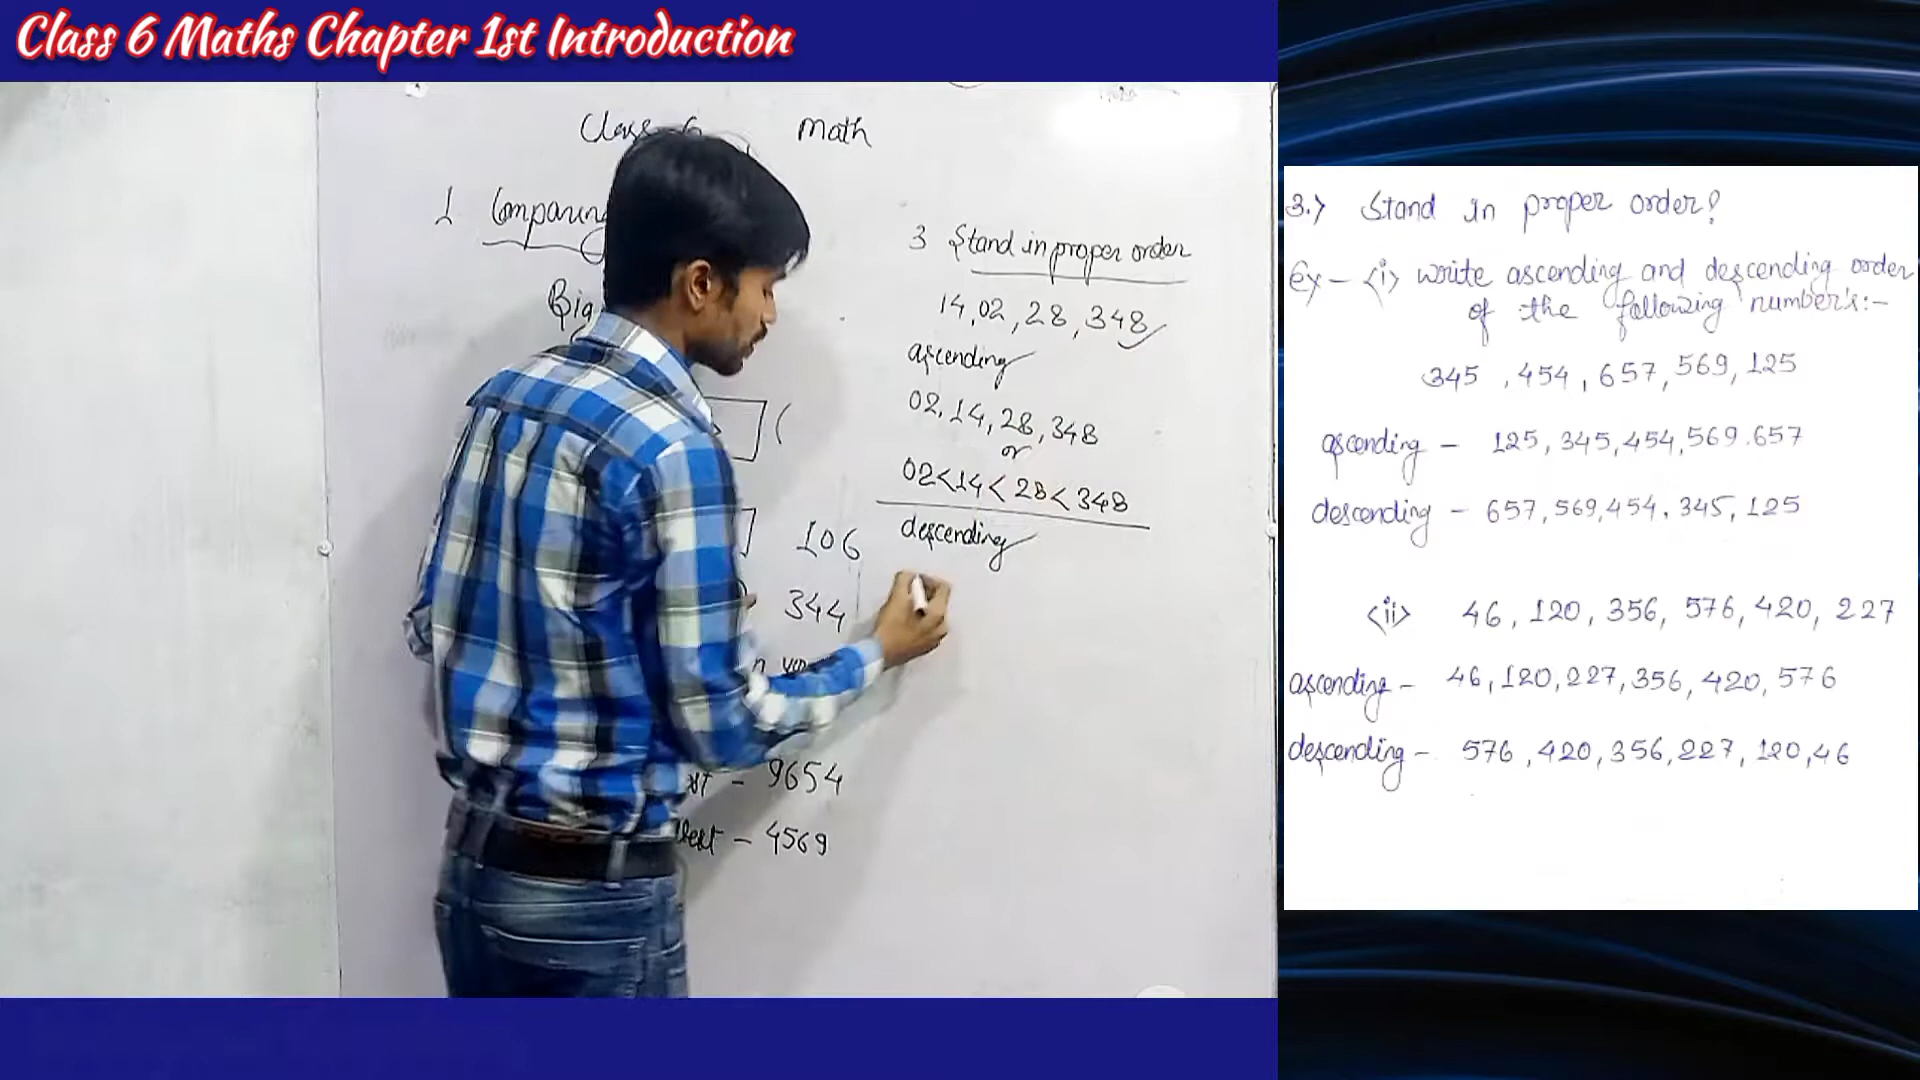 Class 6 Maths Chapter 1st Introduction
Class 6 Math
1 Comparing
Big
(
106
344
9654
4569
3 Stand in proper order
14, 02, 28, 348
ascending
02, 14, 28, 348
or
02<14<28<348
descending
3.) Stand in proper order?
Ex - <i> write ascending and descending order
of the following number's:-
345, 454, 657, 569, 125
ascending - 125, 345, 454, 569. 657
descending - 657, 569, 454. 345, 125
<ii> 46, 120, 356, 576, 420, 227
ascending - 46, 120, 227, 356, 420, 576
descending - 576, 420, 356, 227, 120, 46